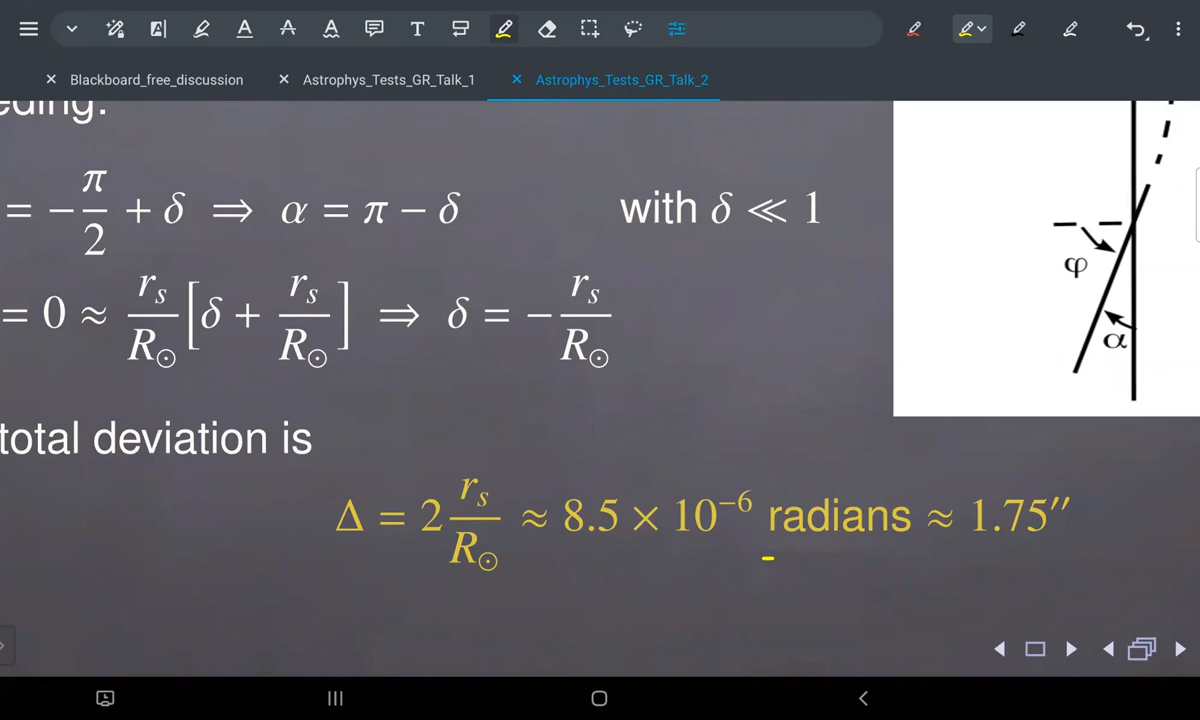 Blackboard_free_discussion
Astrophys_Tests_GR_Talk_1
Astrophys_Tests_GR_Talk_2
eding:
= −π/2 + δ ⟹ α = π − δ with δ ≪ 1
= 0 ≈ r_s/R_⊙ [δ + r_s/R_⊙] ⟹ δ = −r_s/R_⊙
φ
α
total deviation is
Δ = 2 r_s/R_⊙ ≈ 8.5 × 10⁻⁶ radians ≈ 1.75″